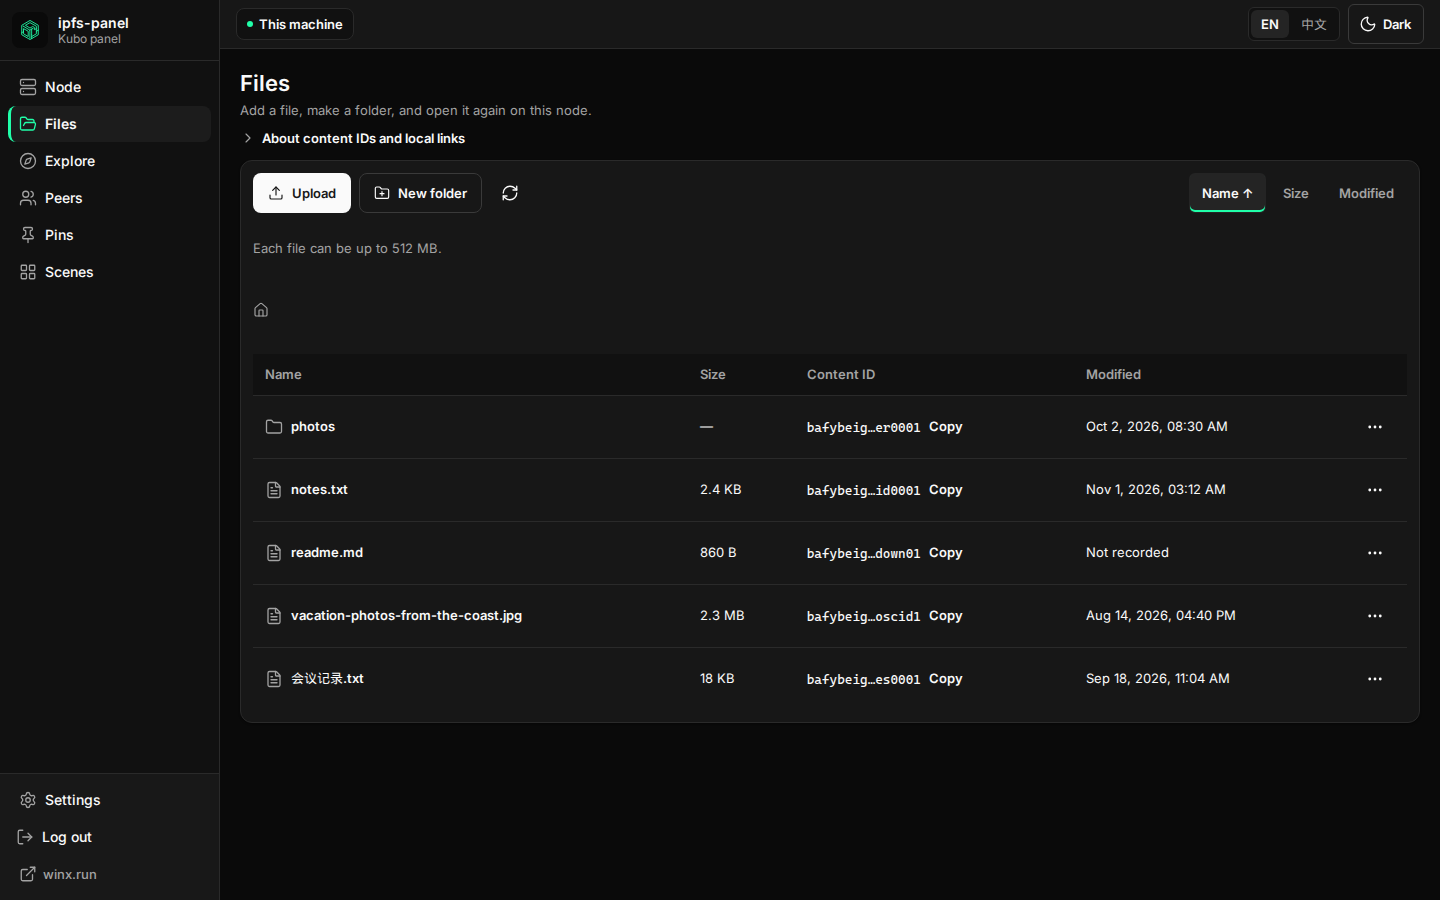 ipfs-panel
Kubo panel
This machine
EN 中文 Dark
Node
Files
Explore
Peers
Pins
Scenes
Settings
Log out
winx.run
Files
Add a file, make a folder, and open it again on this node.
About content IDs and local links
Upload New folder Name ↑ Size Modified
Each file can be up to 512 MB.
Name Size Content ID Modified
photos — bafybeig…er0001 Copy Oct 2, 2026, 08:30 AM
notes.txt 2.4 KB bafybeig…id0001 Copy Nov 1, 2026, 03:12 AM
readme.md 860 B bafybeig…down01 Copy Not recorded
vacation-photos-from-the-coast.jpg 2.3 MB bafybeig…oscid1 Copy Aug 14, 2026, 04:40 PM
会议记录.txt 18 KB bafybeig…es0001 Copy Sep 18, 2026, 11:04 AM